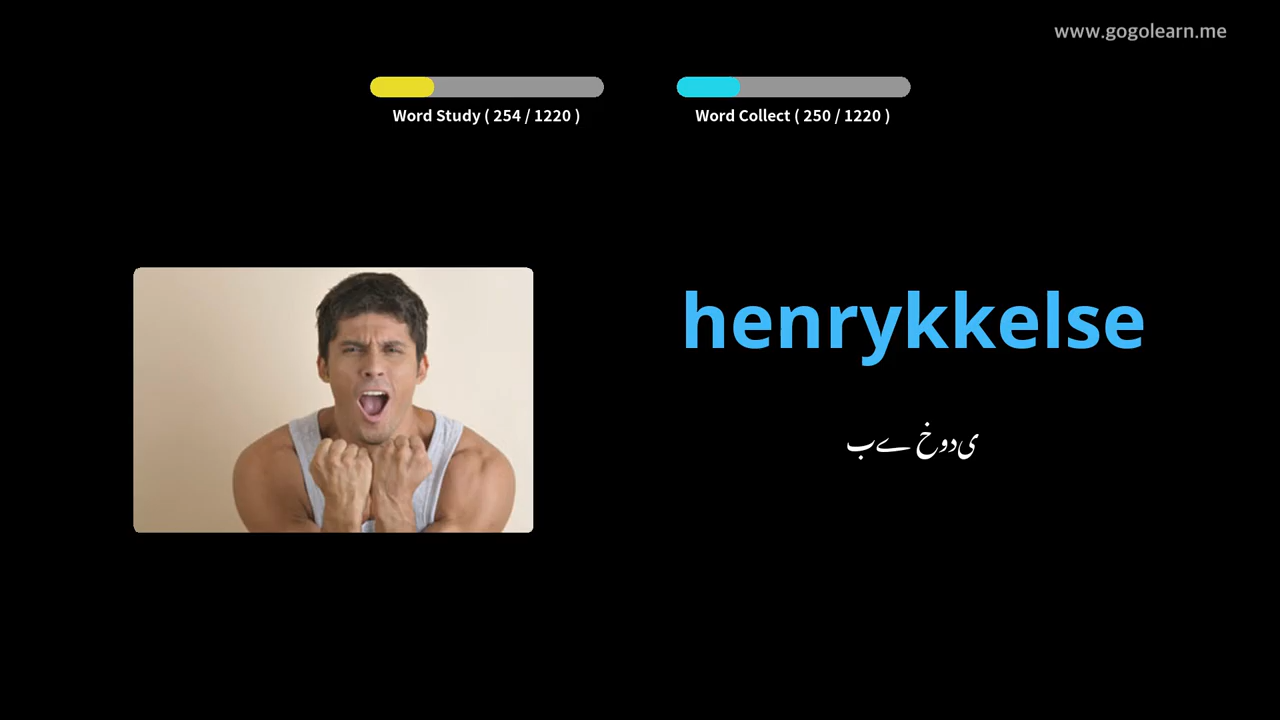 www.gogolearn.me
Word Study ( 254 / 1220 )
Word Collect ( 250 / 1220 )
henrykkelse
یدوخ ےب